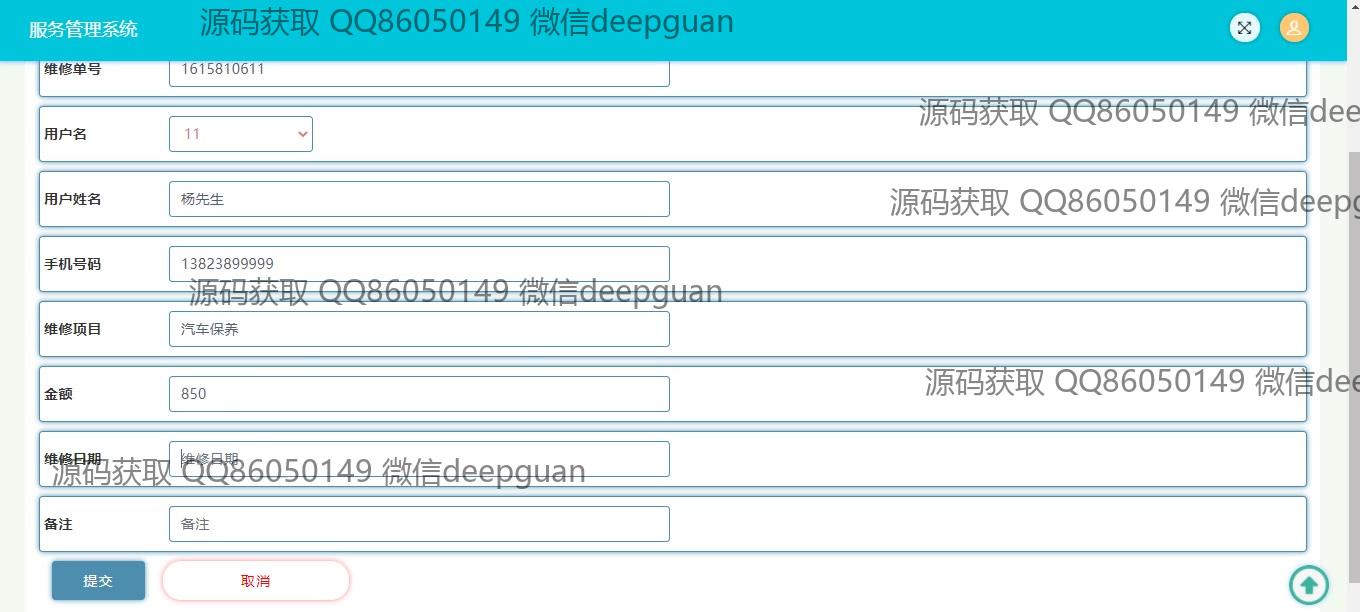 服务管理系统
源码获取 QQ86050149 微信deepguan
维修单号 1615810611
源码获取 QQ86050149 微信dee
用户名 11
用户姓名 杨先生
源码获取 QQ86050149 微信deepg
手机号码 13823899999
源码获取 QQ86050149 微信deepguan
维修项目 汽车保养
源码获取 QQ86050149 微信dee
金额 850
维修日期 维修日期
源码获取 QQ86050149 微信deepguan
备注 备注
提交 取消